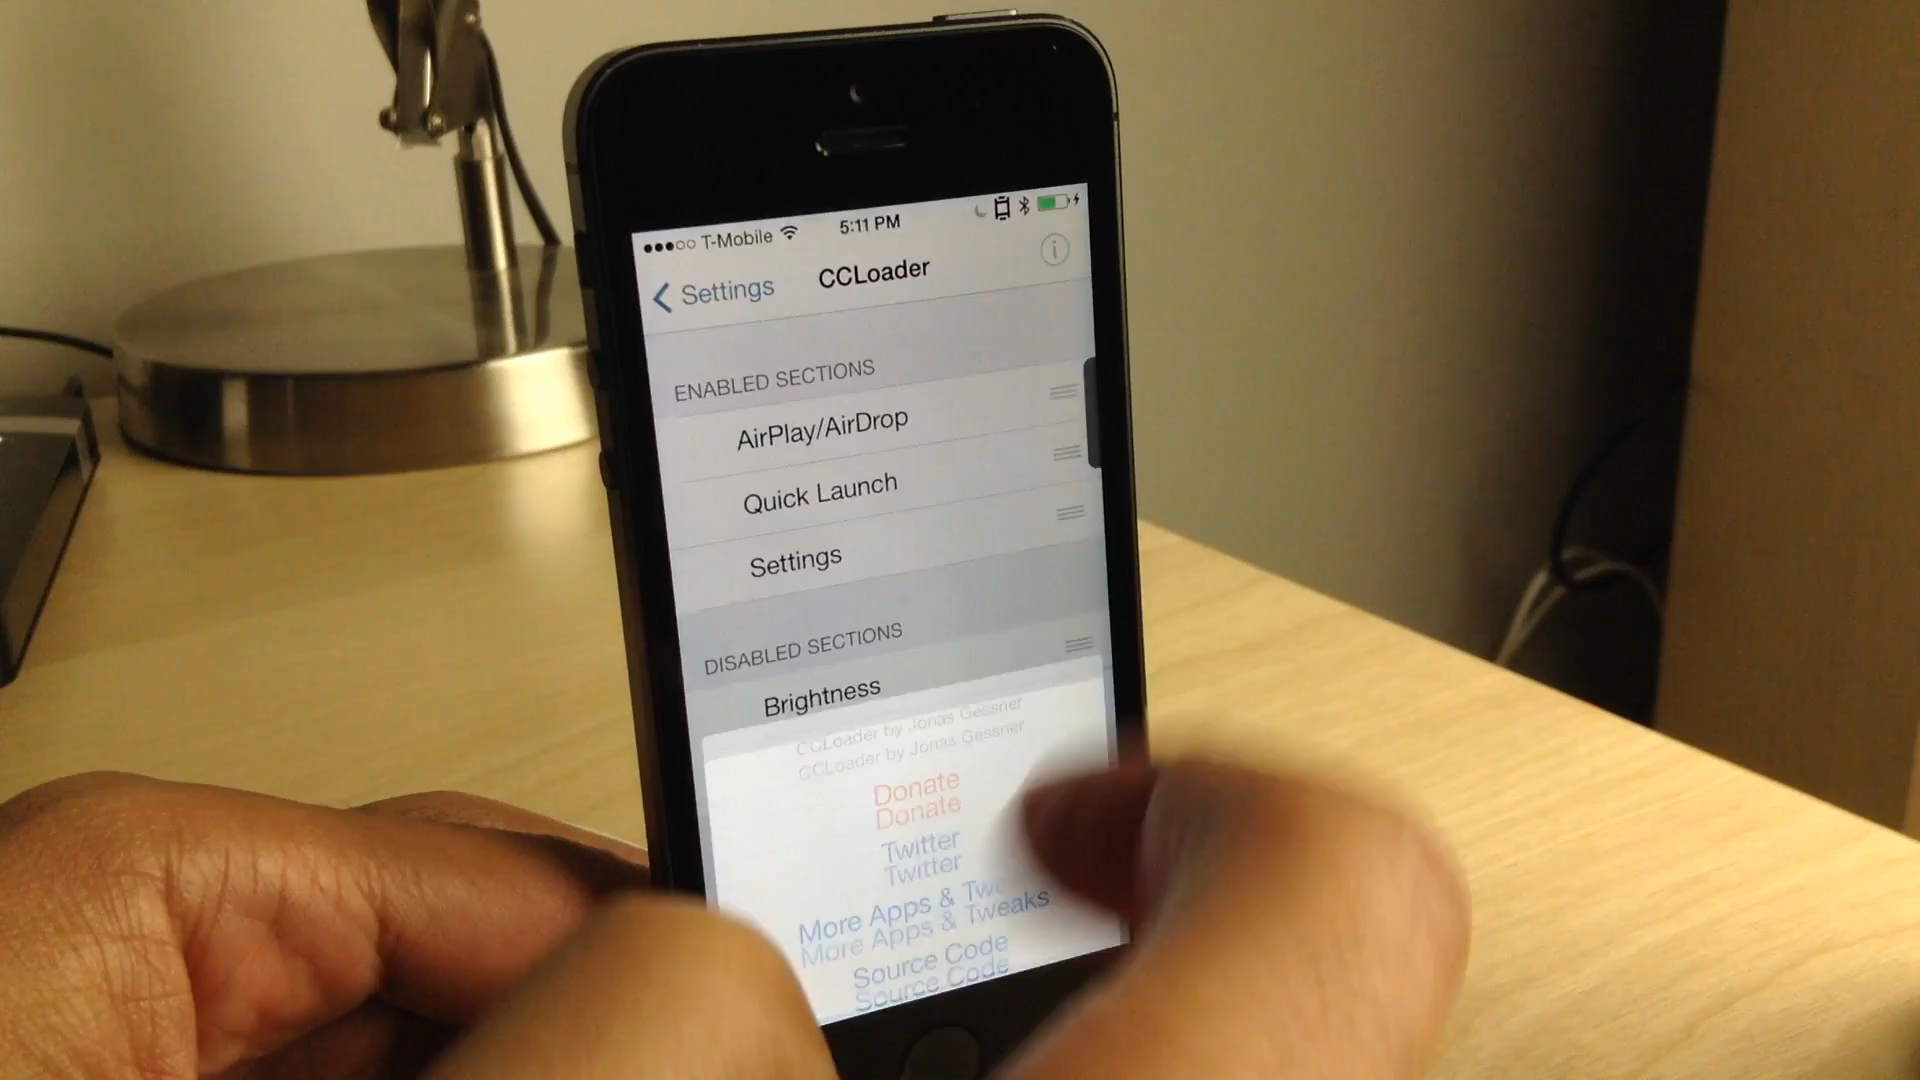 T-Mobile 5:11 PM
Settings CCLoader
ENABLED SECTIONS
AirPlay/AirDrop
Quick Launch
Settings
DISABLED SECTIONS
Brightness
CCLoader by Jonas Gessner
CCLoader by Jonas Gessner
Donate
Donate
Twitter
Twitter
More Apps & Twe
More Apps & Tweaks
Source Code
Source Code